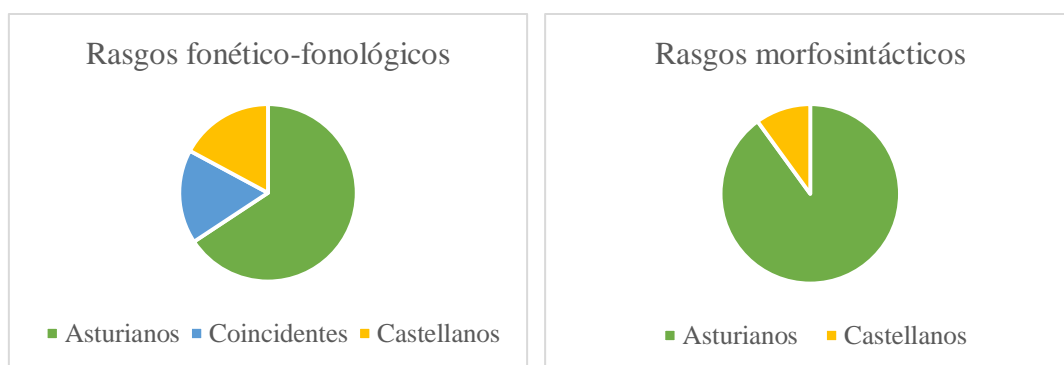 Rasgos fonético-fonológicos
Asturianos Coincidentes Castellanos
Rasgos morfosintácticos
Asturianos Castellanos